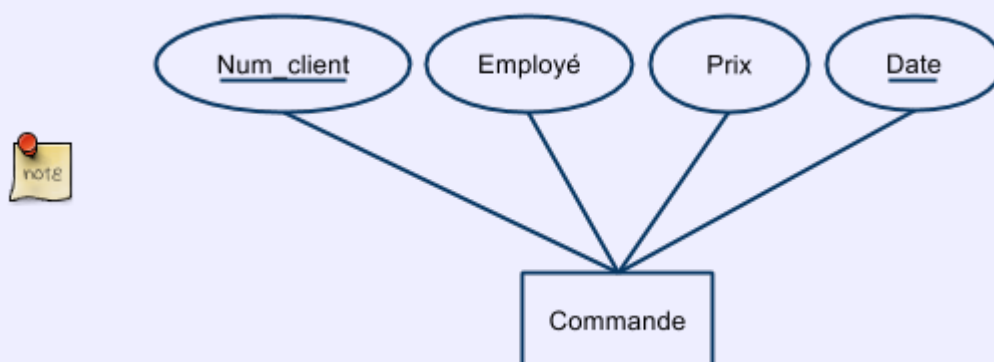 Num_client
Employé
Prix
Date
note
Commande